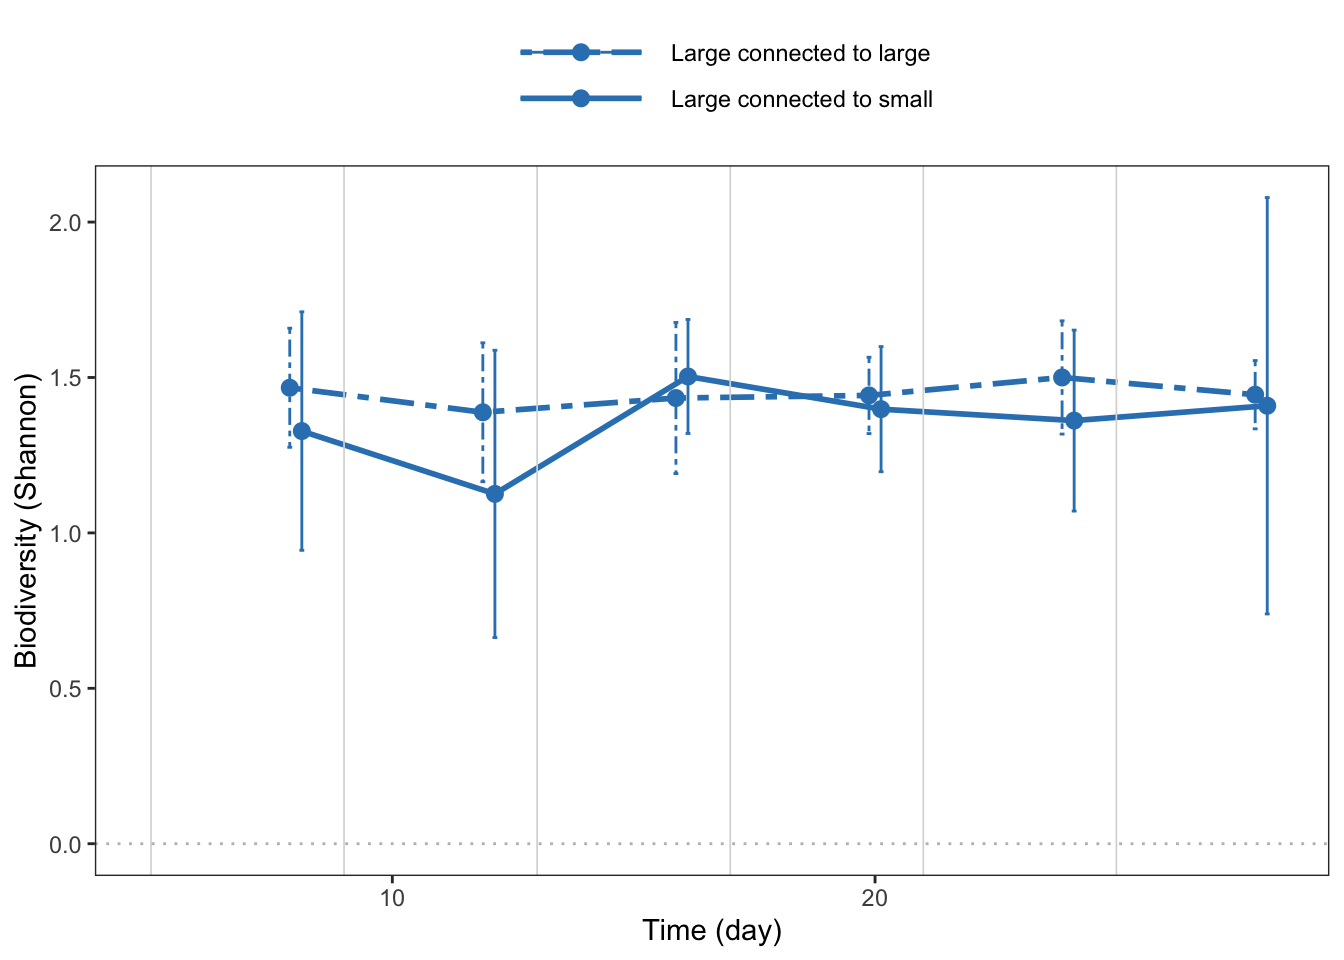 Large connected to large
Large connected to small
Biodiversity (Shannon)
2.0
1.5
1.0
0.5
0.0
10
20
Time (day)